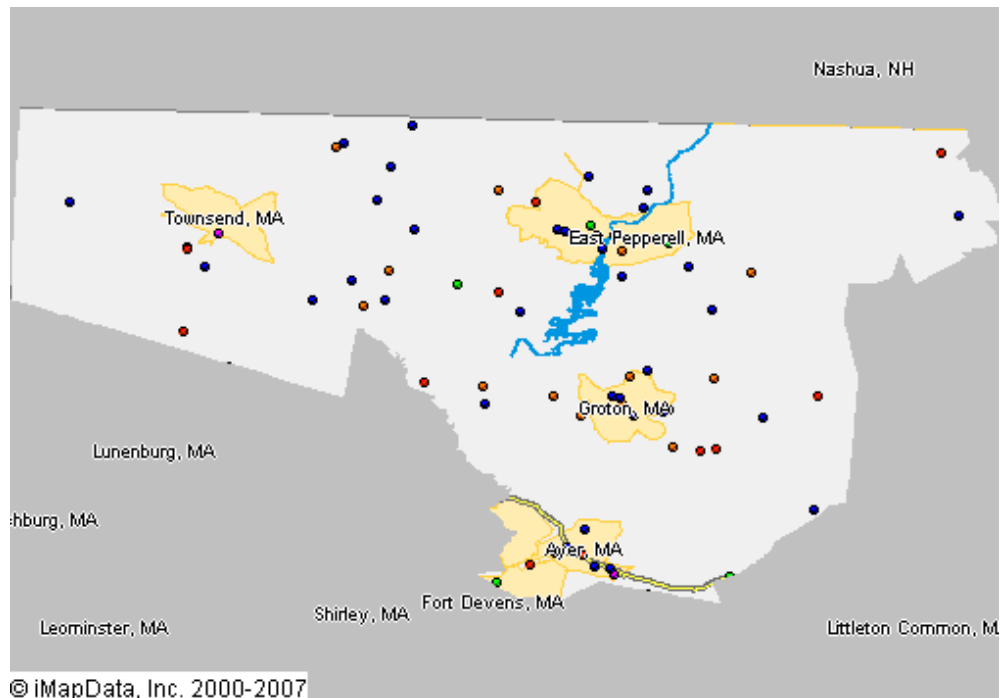 Nashua, NH
Townsend, MA
East Pepperell, MA
Groton, MA
Lunenburg, MA
hburg, MA
Ayer, MA
Fort Devens, MA
Shirley, MA
Leominster, MA
Littleton Common, M
© iMapData, Inc. 2000-2007